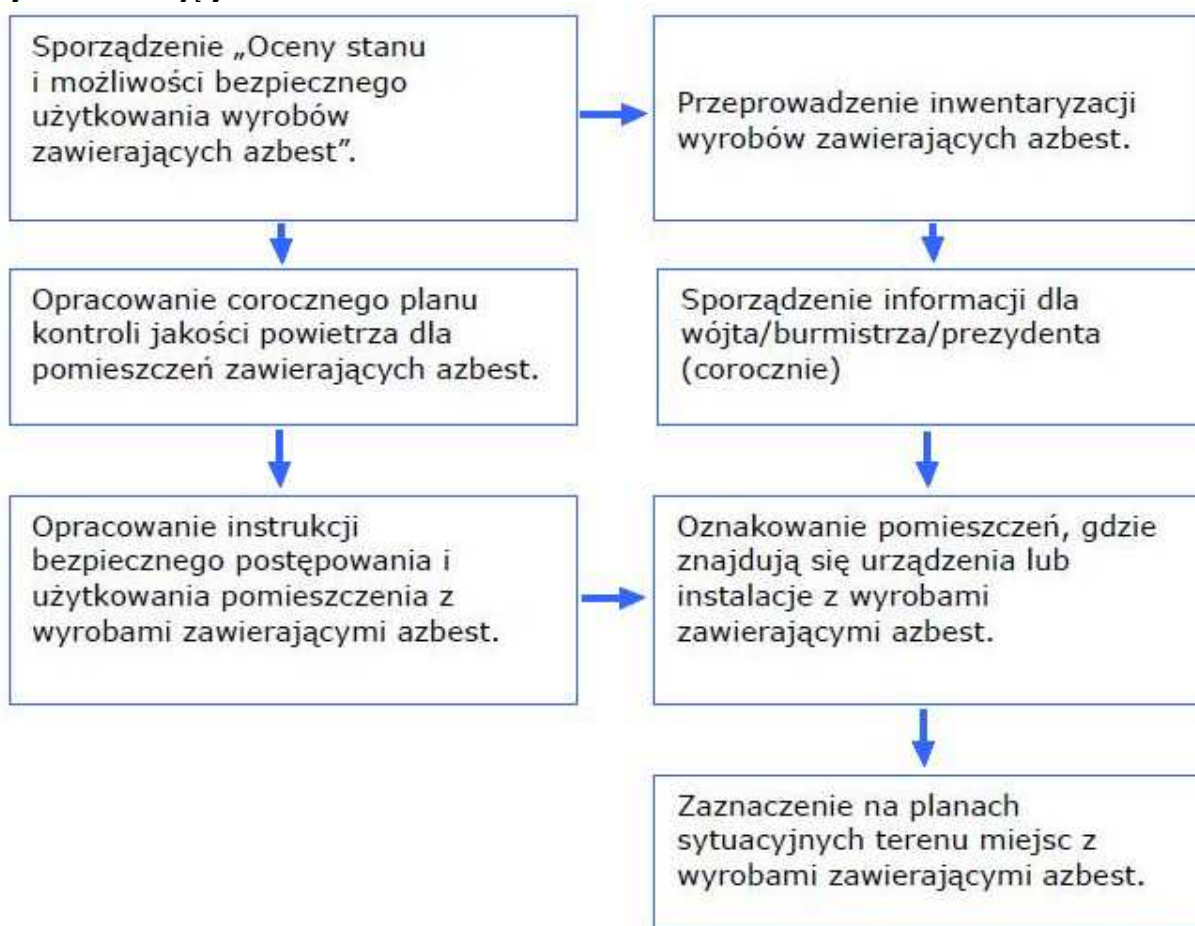 Sporządzenie „Oceny stanu
i możliwości bezpiecznego
użytkowania wyrobów
zawierających azbest”.
Przeprowadzenie inwentaryzacji
wyrobów zawierających azbest.
Opracowanie corocznego planu
kontroli jakości powietrza dla
pomieszczeń zawierających azbest.
Sporządzenie informacji dla
wójta/burmistrza/prezydenta
(corocznie)
Opracowanie instrukcji
bezpiecznego postępowania i
użytkowania pomieszczenia z
wyrobami zawierającymi azbest.
Oznakowanie pomieszczeń, gdzie
znajdują się urządzenia lub
instalacje z wyrobami
zawierającymi azbest.
Zaznaczenie na planach
sytuacyjnych terenu miejsc z
wyrobami zawierającymi azbest.